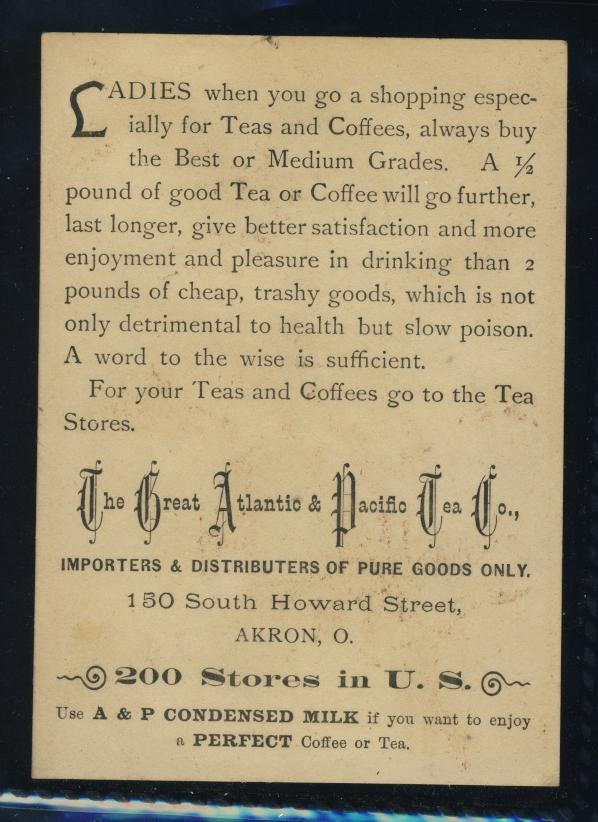 LADIES when you go a shopping espec-
ially for Teas and Coffees, always buy
the Best or Medium Grades. A ½
pound of good Tea or Coffee will go further,
last longer, give better satisfaction and more
enjoyment and pleasure in drinking than 2
pounds of cheap, trashy goods, which is not
only detrimental to health but slow poison.
A word to the wise is sufficient.
For your Teas and Coffees go to the Tea
Stores.
The Great Atlantic & Pacific Tea Co.,
IMPORTERS & DISTRIBUTERS OF PURE GOODS ONLY.
150 South Howard Street,
AKRON, O.
200 Stores in U. S.
Use A & P CONDENSED MILK if you want to enjoy
a PERFECT Coffee or Tea.